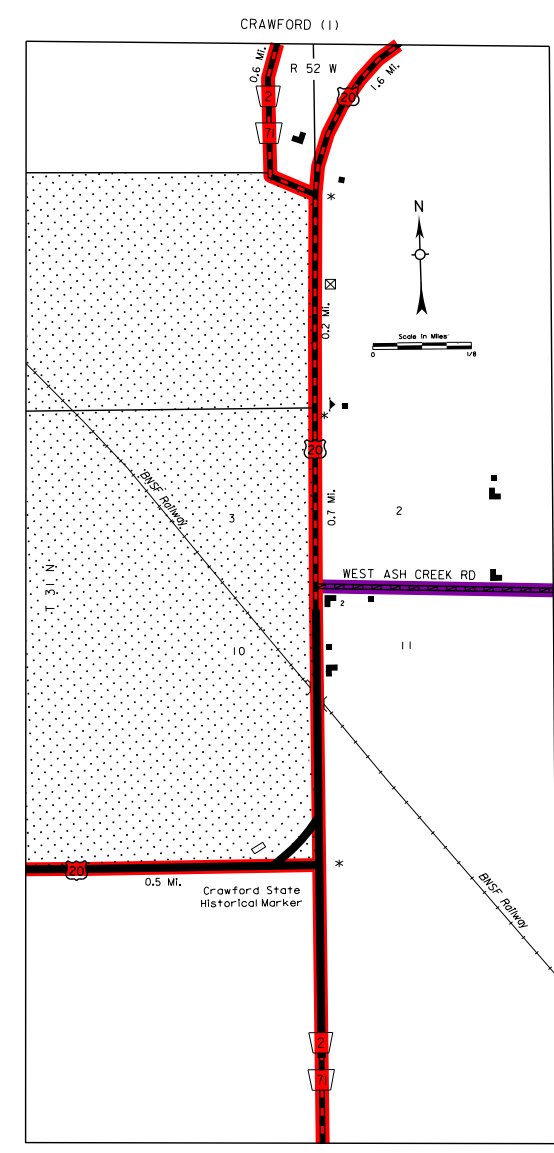 CRAWFORD (1)
0.6 Mi.
R 52 W
1.6 Mi.
2
20
71
N
0.2 Mi.
Scale in Miles
0 1/8
20
BNSF Railway
0.7 Mi.
3
2
T 31 N
WEST ASH CREEK RD
2
10
11
20
0.5 Mi.
Crawford State
Historical Marker
BNSF Railway
2
71